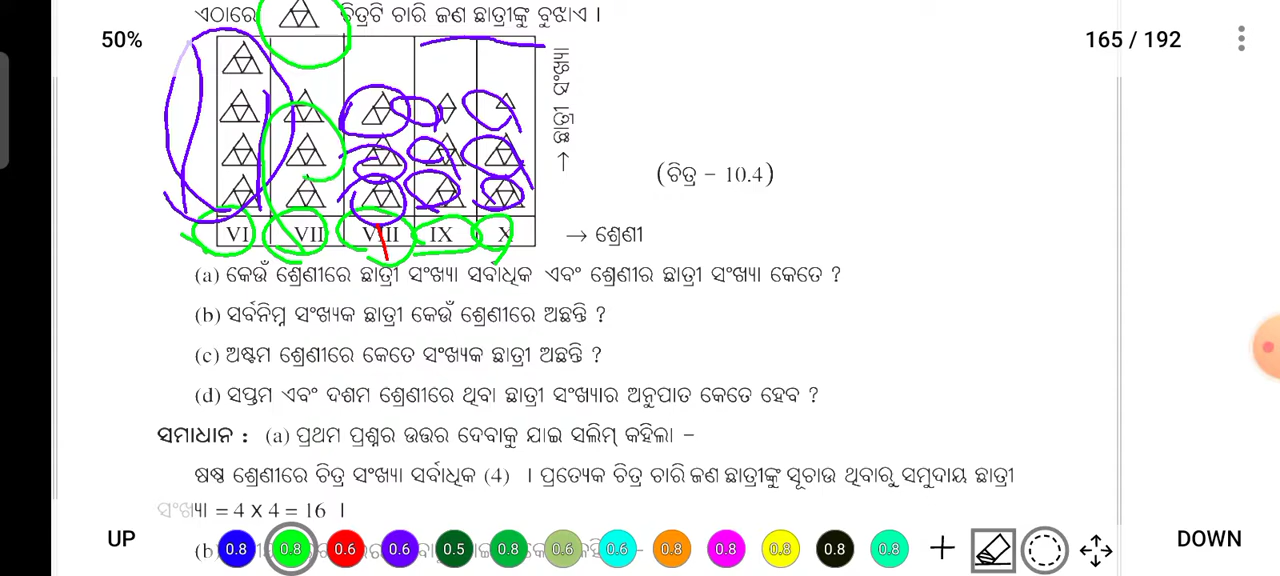 ଏଠାରେ ଚିତ୍ରଟି ଚାରି ଜଣ ଛାତ୍ରୀଙ୍କୁ ବୁଝାଏ ।
50%
165 / 192
→ ଛାତ୍ରୀ ସଂଖ୍ୟା
(ଚିତ୍ର - 10.4)
VI VII VIII IX X → ଶ୍ରେଣୀ
(a) କେଉଁ ଶ୍ରେଣୀରେ ଛାତ୍ରୀ ସଂଖ୍ୟା ସର୍ବାଧିକ ଏବଂ ଶ୍ରେଣୀର ଛାତ୍ରୀ ସଂଖ୍ୟା କେତେ ?
(b) ସର୍ବନିମ୍ନ ସଂଖ୍ୟକ ଛାତ୍ରୀ କେଉଁ ଶ୍ରେଣୀରେ ଅଛନ୍ତି ?
(c) ଅଷ୍ଟମ ଶ୍ରେଣୀରେ କେତେ ସଂଖ୍ୟକ ଛାତ୍ରୀ ଅଛନ୍ତି ?
(d) ସପ୍ତମ ଏବଂ ଦଶମ ଶ୍ରେଣୀରେ ଥିବା ଛାତ୍ରୀ ସଂଖ୍ୟାର ଅନୁପାତ କେତେ ହେବ ?
ସମାଧାନ : (a) ପ୍ରଥମ ପ୍ରଶ୍ନର ଉତ୍ତର ଦେବାକୁ ଯାଇ ସଲିମ୍ କହିଲା -
ଷଷ୍ଠ ଶ୍ରେଣୀରେ ଚିତ୍ର ସଂଖ୍ୟା ସର୍ବାଧିକ (4) । ପ୍ରତ୍ୟେକ ଚିତ୍ର ଚାରି ଜଣ ଛାତ୍ରୀଙ୍କୁ ସୂଚାଉ ଥିବାରୁ ସମୁଦାୟ ଛାତ୍ରୀ
ସଂଖ୍ୟା = 4 x 4 = 16 ।
(b)
UP 0.8 0.8 0.6 0.6 0.5 0.8 0.6 0.6 0.8 0.8 0.8 0.8 0.8 DOWN